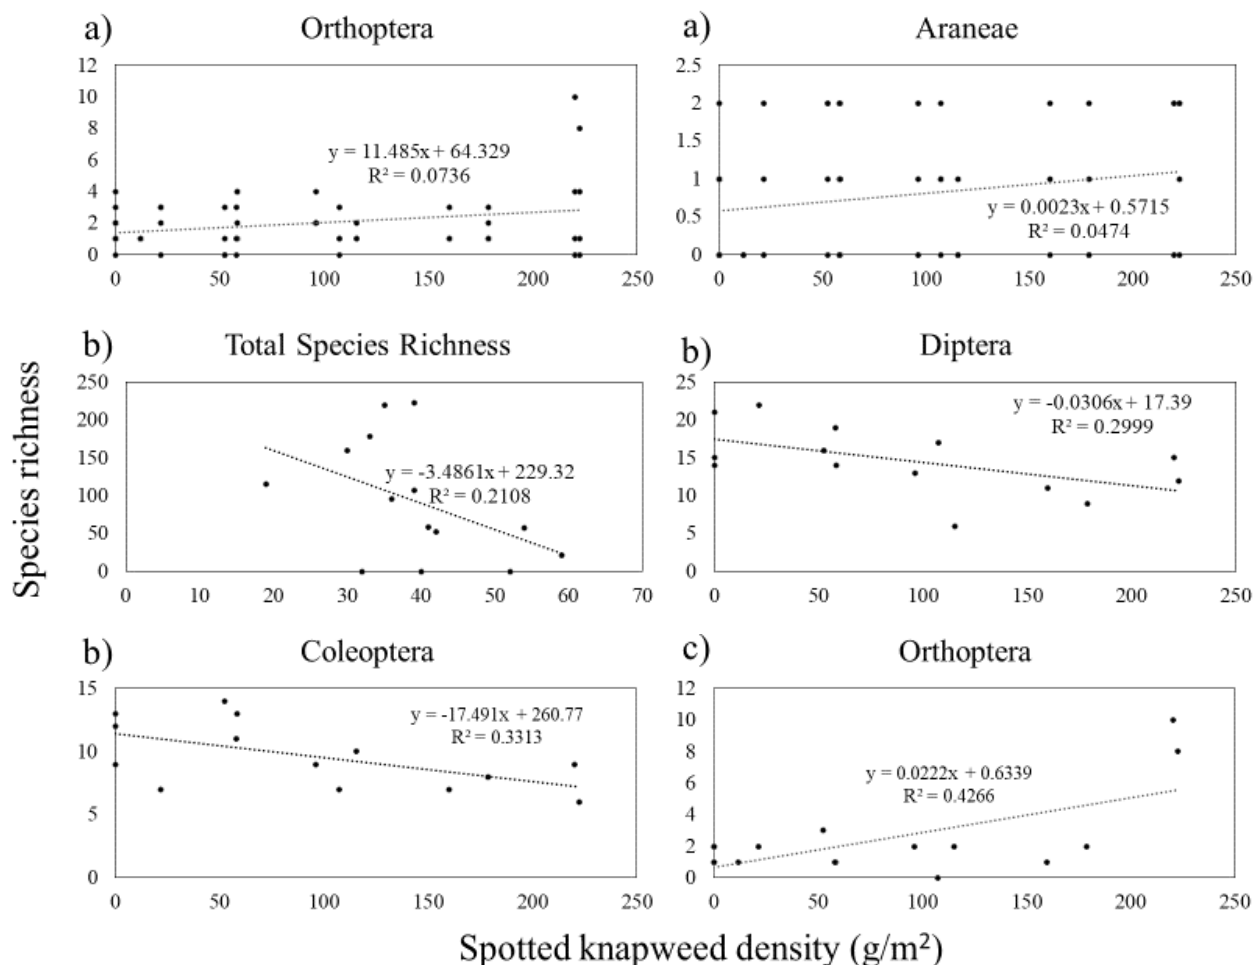 a)
Orthoptera
12
10
8
6
4
2
0
y = 11.485x + 64.329
R² = 0.0736
0 50 100 150 200 250
a)
Araneae
2.5
2
1.5
1
0.5
0
y = 0.0023x + 0.5715
R² = 0.0474
0 50 100 150 200 250
b)
Total Species Richness
250
200
150
100
50
0
y = -3.4861x + 229.32
R² = 0.2108
0 10 20 30 40 50 60 70
b)
Diptera
25
20
15
10
5
0
y = -0.0306x + 17.39
R² = 0.2999
0 50 100 150 200 250
b)
Coleoptera
15
10
5
0
y = -17.491x + 260.77
R² = 0.3313
0 50 100 150 200 250
c)
Orthoptera
12
10
8
6
4
2
0
y = 0.0222x + 0.6339
R² = 0.4266
0 50 100 150 200 250
Species richness
Spotted knapweed density (g/m²)